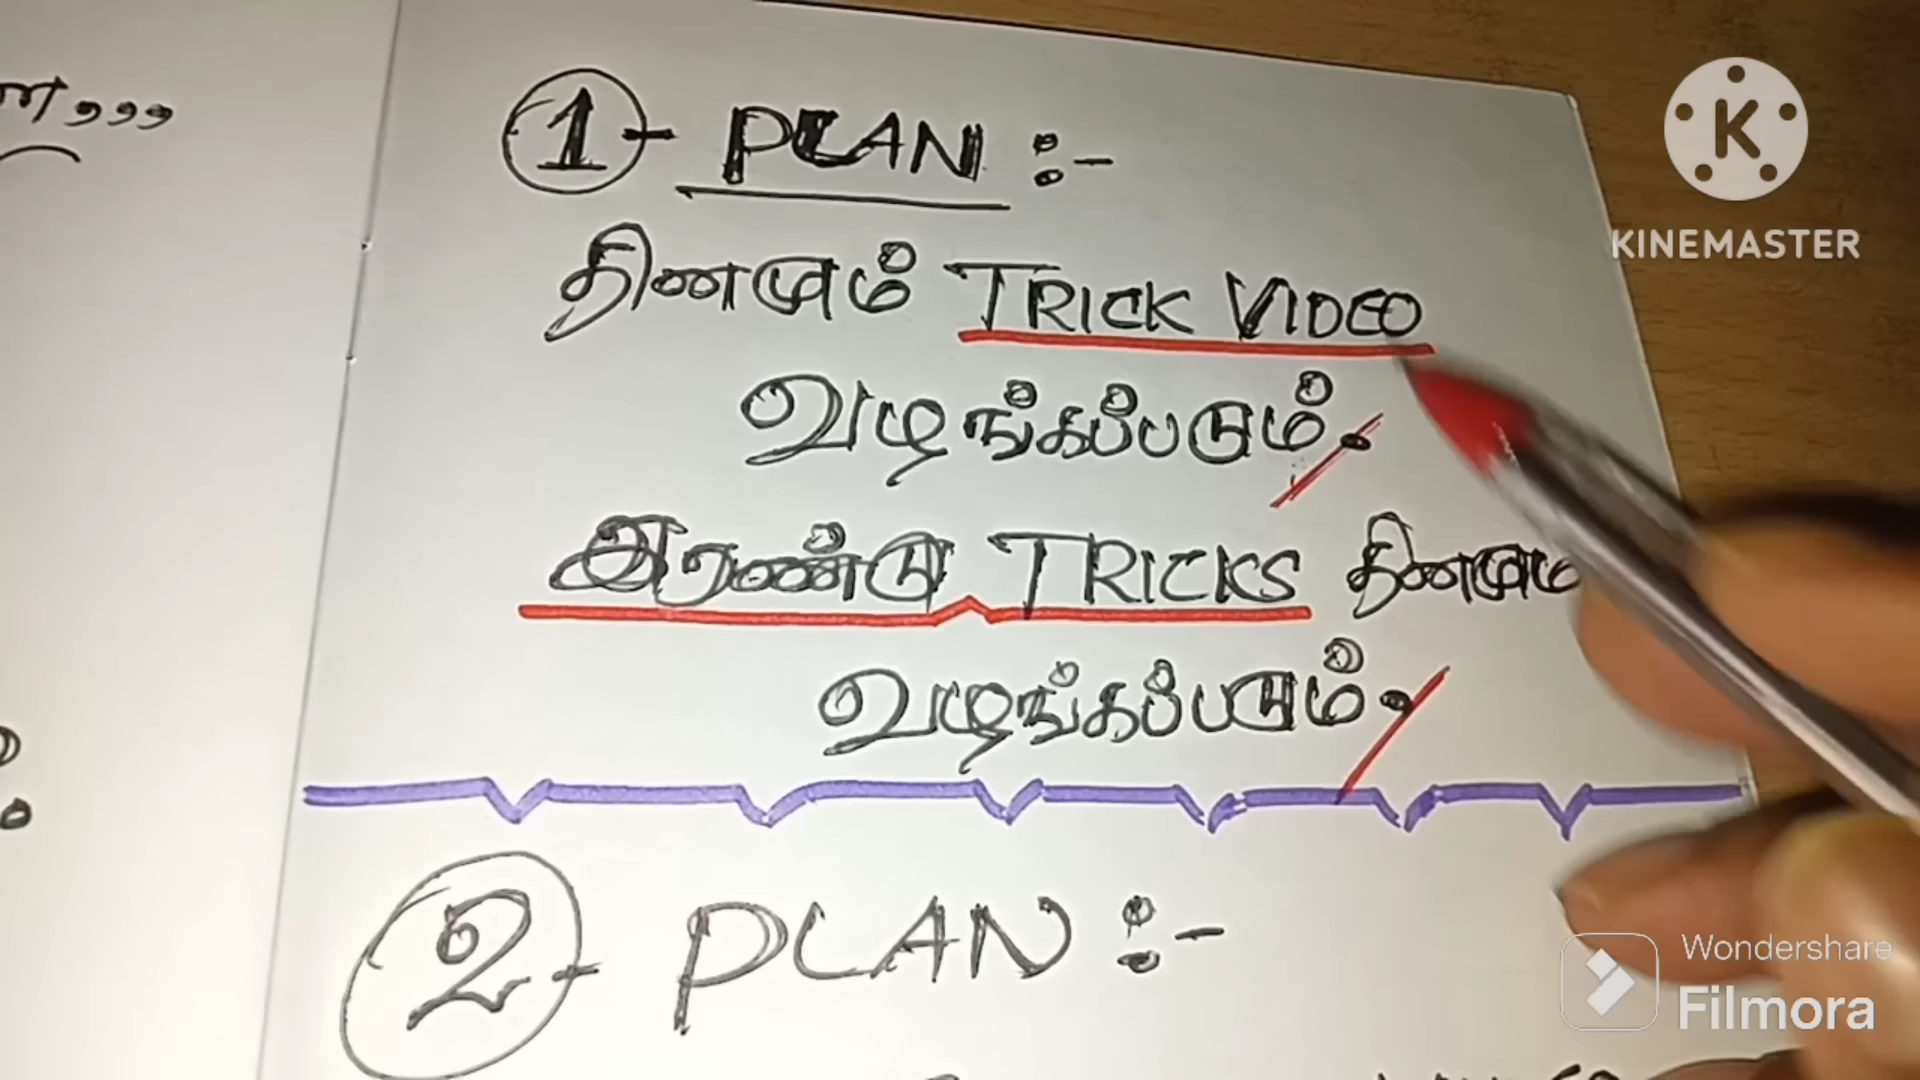 1- PLAN :-
தினமும் TRICK VIDEO
வழங்கப்படும்.
இரண்டு TRICKS தினமும்
வழங்கப்படும்.
2- PLAN :-
K
KINEMASTER
Wondershare
Filmora